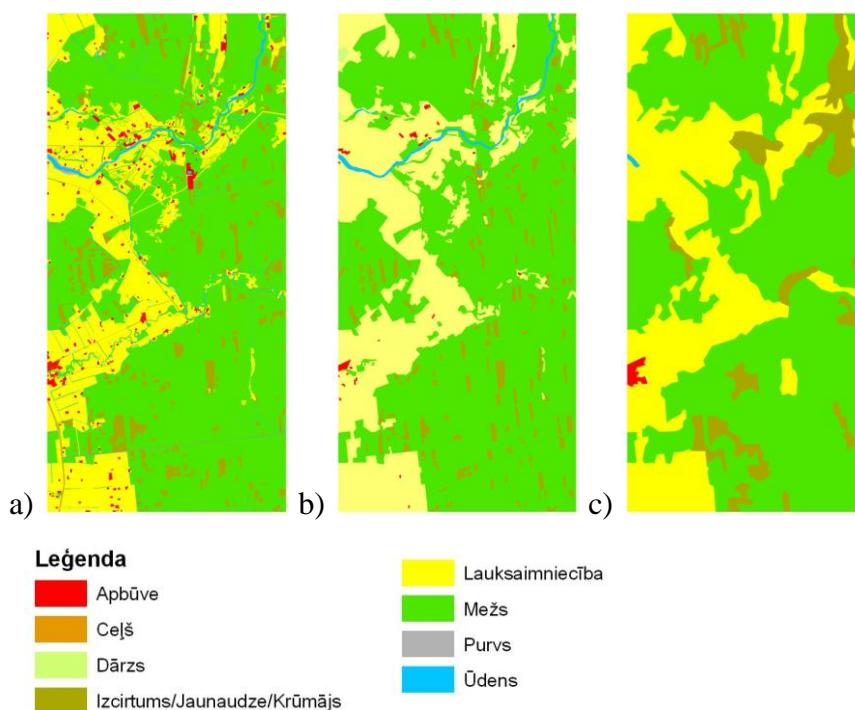 a) b) c)
Leģenda
Apbūve
Ceļš
Dārzs
Izcirtums/Jaunaudze/Krūmājs
Lauksaimniecība
Mežs
Purvs
Ūdens